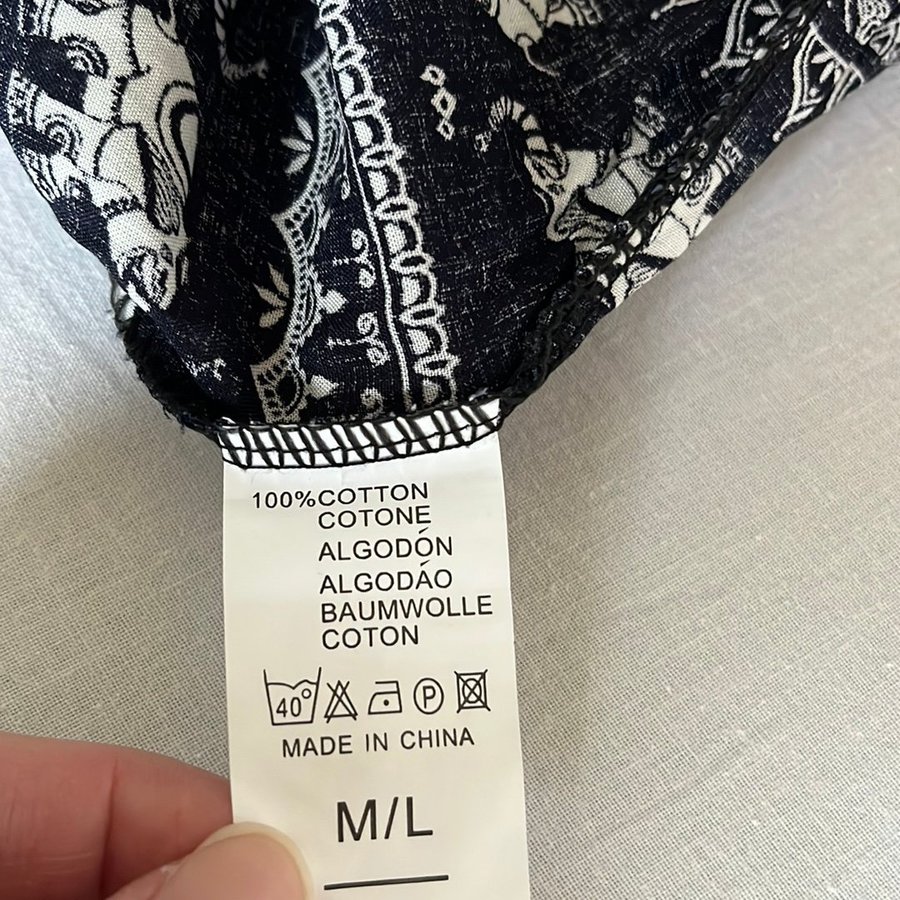 100%COTTON
COTONE
ALGODÓN
ALGODÁO
BAUMWOLLE
COTON
40° P
MADE IN CHINA
M/L